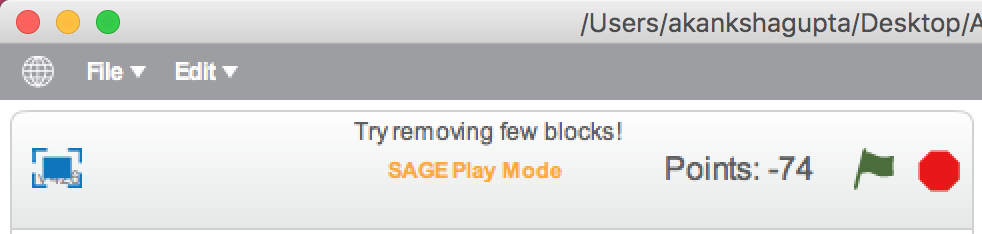 /Users/akankshagupta/Desktop/A
File Edit
Try removing few blocks!
SAGE Play Mode
Points: -74